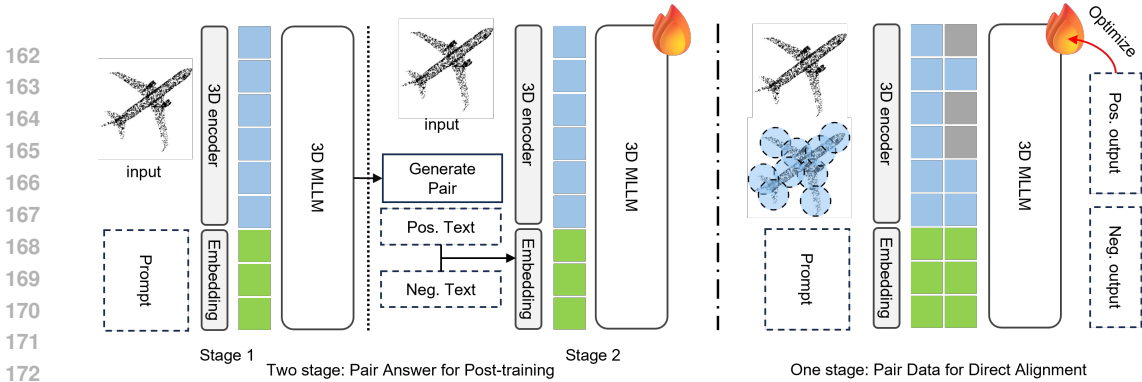 162
163
164
165
166
167
168
169
170
171
172
input
Prompt
3D encoder
Embedding
3D MLLM
Stage 1
input
Generate
Pair
Pos. Text
Neg. Text
3D encoder
Embedding
3D MLLM
Stage 2
Two stage: Pair Answer for Post-training
Prompt
3D encoder
Embedding
3D MLLM
Optimize
Pos. output
Neg. output
One stage: Pair Data for Direct Alignment